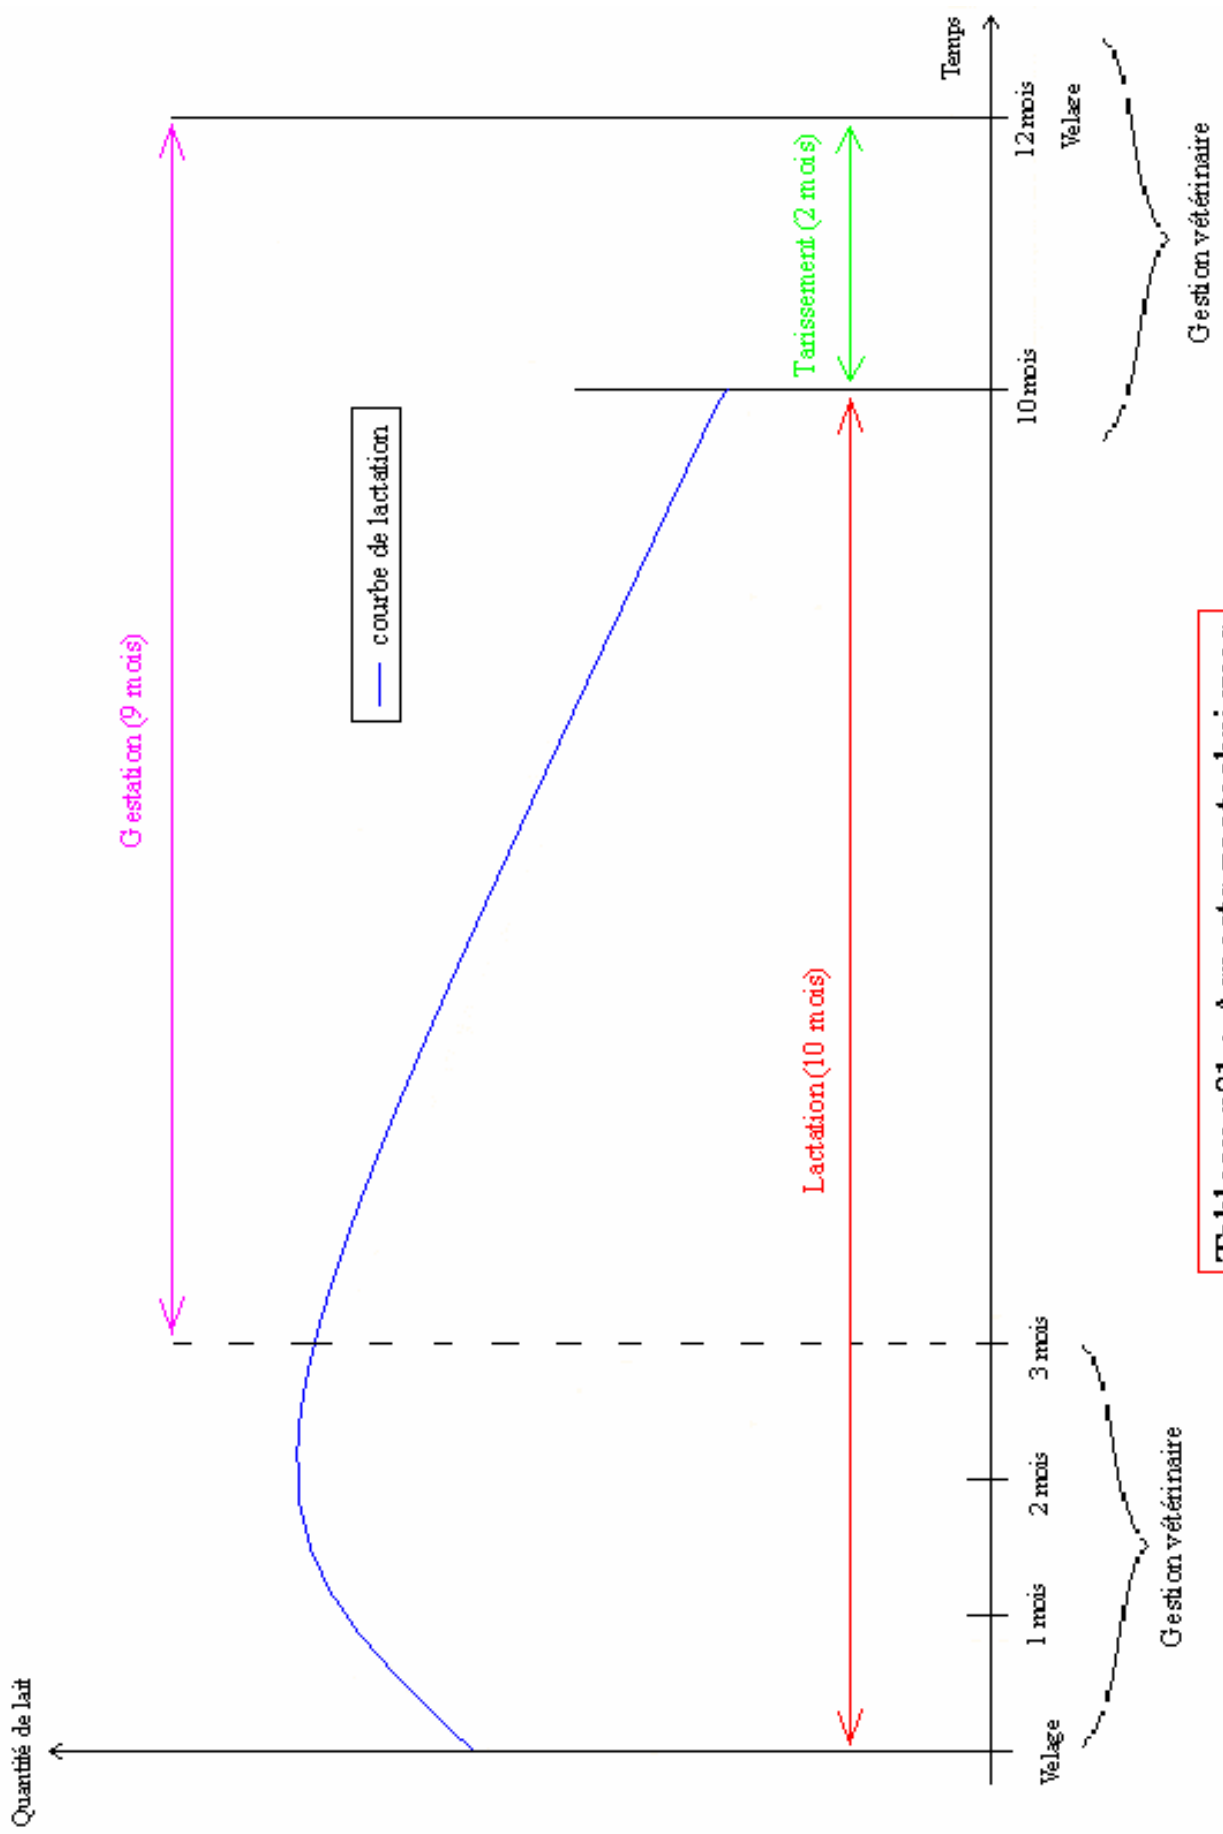 Quantité de lait
Gestation (9 mois)
courbe de lactation
Lactation (10 mois)
Tarissement (2 mois)
Temps
Velage
1 mois
2 mois
3 mois
10 mois
12 mois
Velage
Gestion vétérinaire
Gestion vétérinaire